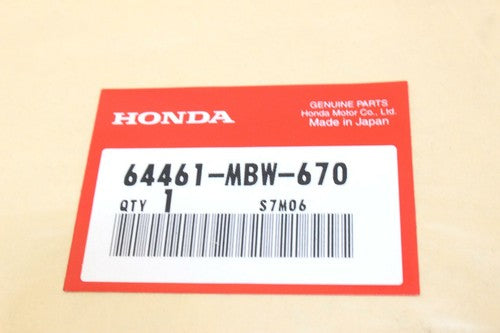 HONDA
GENUINE PARTS
Honda Motor Co., Ltd.
Made in Japan
64461-MBW-670
QTY 1 S7M06